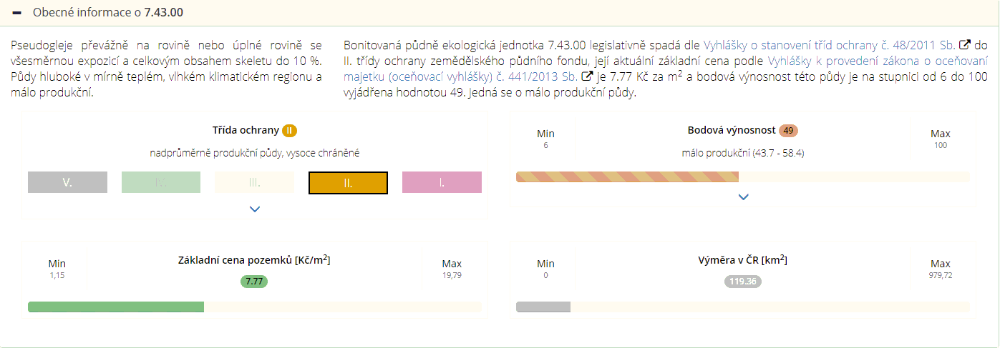 Obecné informace o 7.43.00
Pseudogleje převážně na rovině nebo úplné rovině se
všesměrnou expozicí a celkovým obsahem skeletu do 10 %.
Půdy hluboké v mírně teplém, vlhkém klimatickém regionu a
málo produkční.
Bonitovaná půdně ekologická jednotka 7.43.00 legislativně spadá dle Vyhlášky o stanovení tříd ochrany č. 48/2011 Sb. do
II. třídy ochrany zemědělského půdního fondu, její aktuální základní cena podle Vyhlášky k provedení zákona o oceňovaní
majetku (oceňovací vyhlášky) č. 441/2013 Sb. je 7.77 Kč za m² a bodová výnosnost této půdy je na stupnici od 6 do 100
vyjádřena hodnotou 49. Jedná se o málo produkční půdy.
Třída ochrany II
nadprůměrně produkční půdy, vysoce chráněné
V. IV. III. II. I.
Min
6
Bodová výnosnost 49
málo produkční (43.7 - 58.4)
Max
100
Min
1,15
Základní cena pozemků [Kč/m²]
7.77
Max
19,79
Min
0
Výměra v ČR [km²]
119.36
Max
979,72